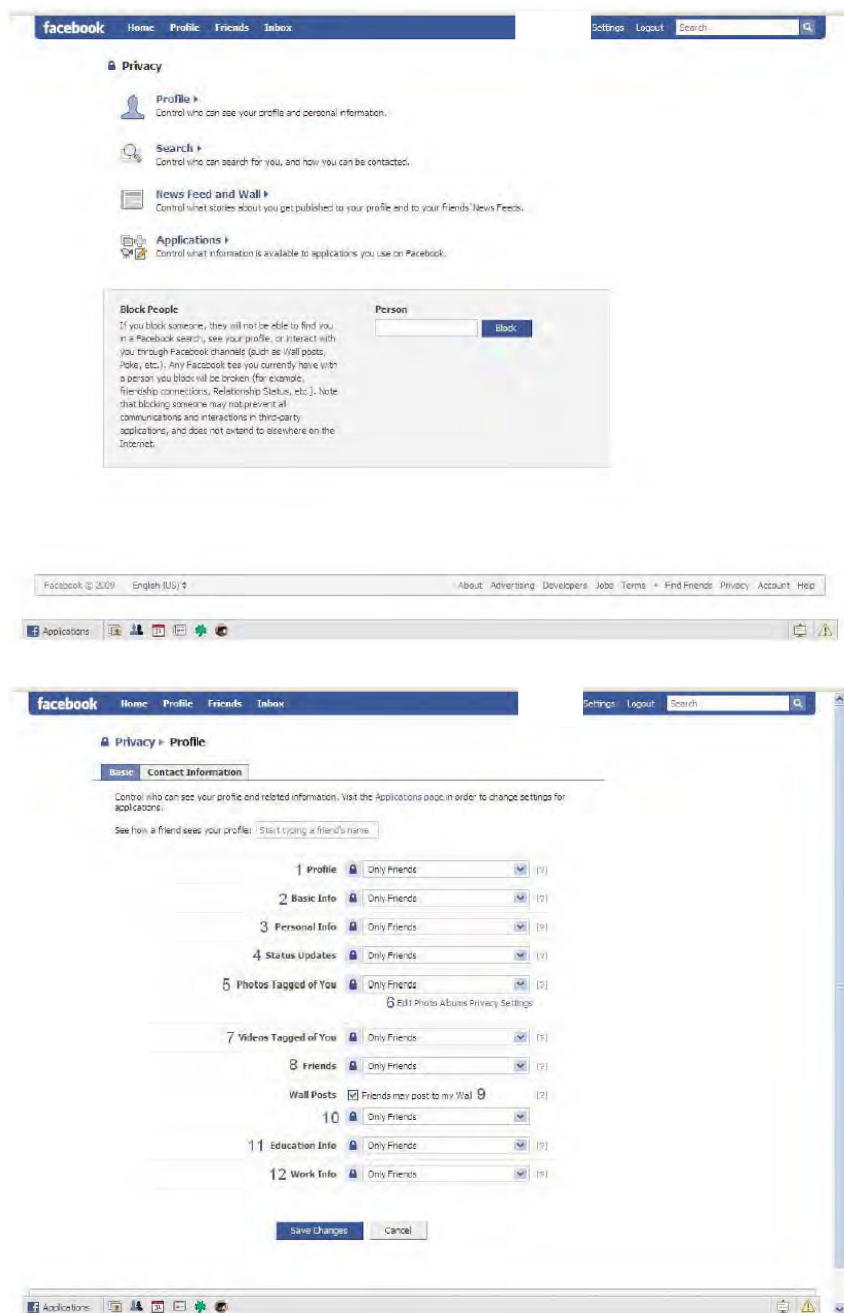 facebook Home Profile Friends Inbox Settings Logout Search
Privacy
Profile
Control who can see your profile and personal information.
Search
Control who can search for you, and how you can be contacted.
News Feed and Wall
Control what stories about you get published to your profile and to your friends' News Feeds.
Applications
Control what information is available to applications you use on Facebook.
Block People
If you block someone, they will not be able to find you
in a Facebook search, see your profile, or interact with
you through Facebook channels (such as Wall posts,
Poke, etc.). Any Facebook ties you currently have with
a person you block will be broken (for example,
friendship connections, Relationship Status, etc.). Note
that blocking someone may not prevent all
communications and interactions in third-party
applications, and does not extend to elsewhere on the
Internet.
Person
Block
Facebook © 2009 English (US) About Advertising Developers Jobs Terms • Find Friends Privacy Account Help
Applications 31
facebook Home Profile Friends Inbox Settings Logout Search
Privacy Profile
Basic Contact Information
Control who can see your profile and related information. Visit the Applications page in order to change settings for
applications.
See how a friend sees your profile: Start typing a friend's name
1 Profile Only Friends [?]
2 Basic Info Only Friends [?]
3 Personal Info Only Friends [?]
4 Status Updates Only Friends [?]
5 Photos Tagged of You Only Friends [?]
6 Edit Photo Albums Privacy Settings
7 Videos Tagged of You Only Friends [?]
8 Friends Only Friends [?]
Wall Posts Friends may post to my Wall 9 [?]
10 Only Friends
11 Education Info Only Friends [?]
12 Work Info Only Friends [?]
Save Changes Cancel
Applications 31